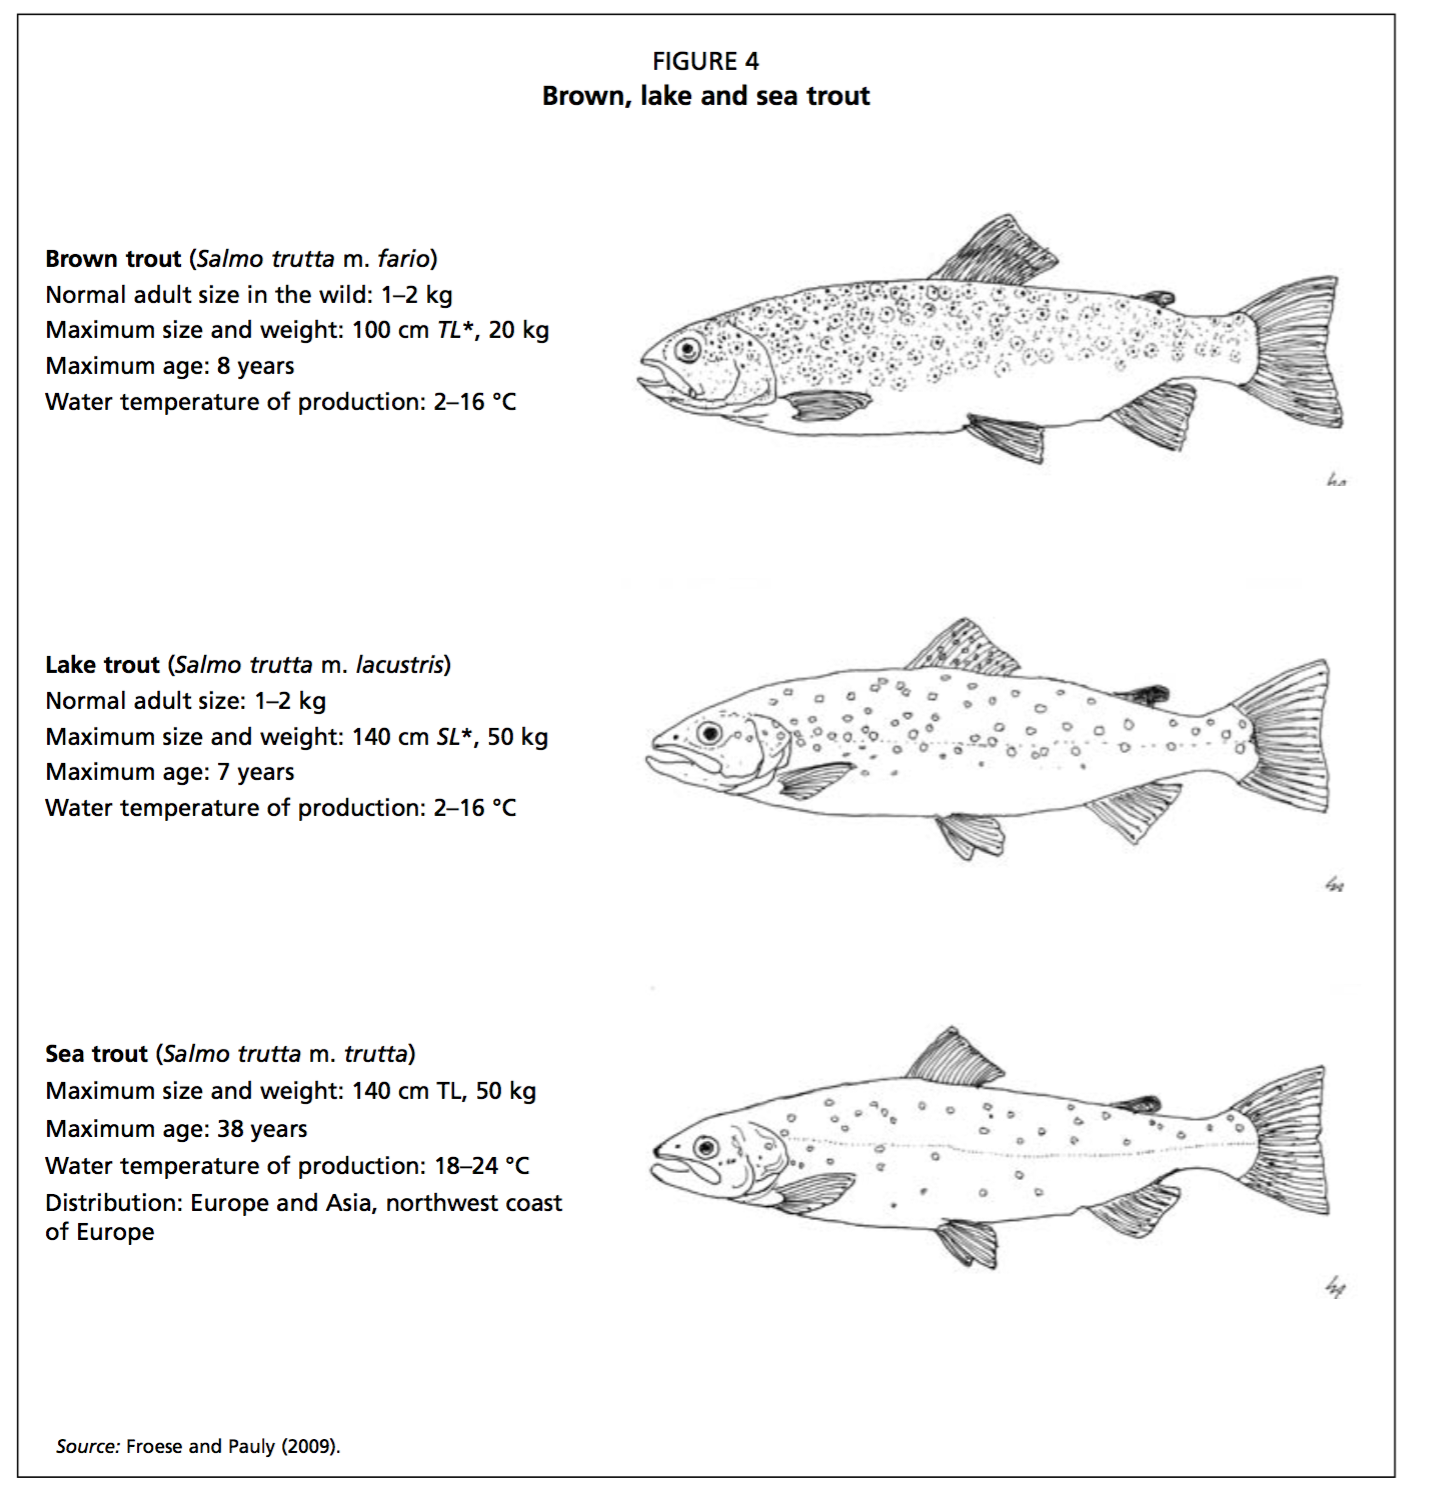 FIGURE 4
Brown, lake and sea trout
Brown trout (Salmo trutta m. fario)
Normal adult size in the wild: 1–2 kg
Maximum size and weight: 100 cm TL*, 20 kg
Maximum age: 8 years
Water temperature of production: 2–16 °C
Lake trout (Salmo trutta m. lacustris)
Normal adult size: 1–2 kg
Maximum size and weight: 140 cm SL*, 50 kg
Maximum age: 7 years
Water temperature of production: 2–16 °C
Sea trout (Salmo trutta m. trutta)
Maximum size and weight: 140 cm TL, 50 kg
Maximum age: 38 years
Water temperature of production: 18–24 °C
Distribution: Europe and Asia, northwest coast
of Europe
Source: Froese and Pauly (2009).